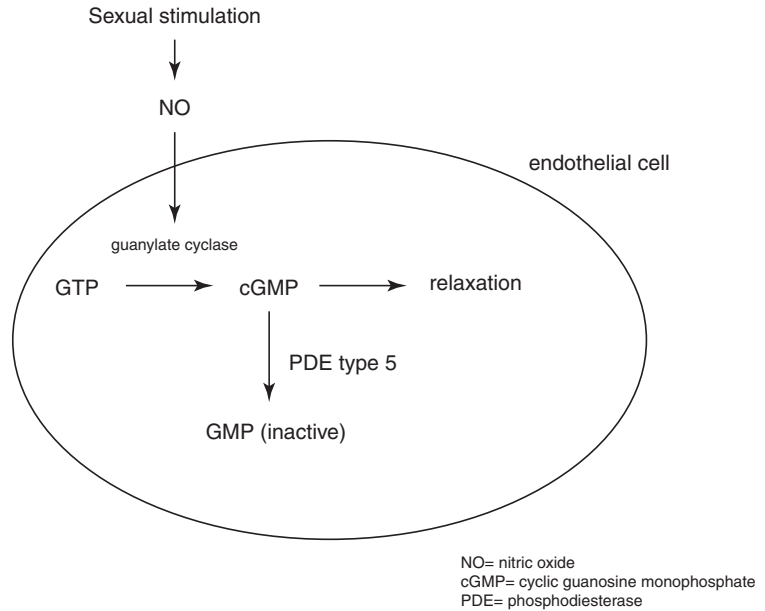 Sexual stimulation
NO
endothelial cell
guanylate cyclase
GTP
cGMP
relaxation
PDE type 5
GMP (inactive)
NO= nitric oxide
cGMP= cyclic guanosine monophosphate
PDE= phosphodiesterase